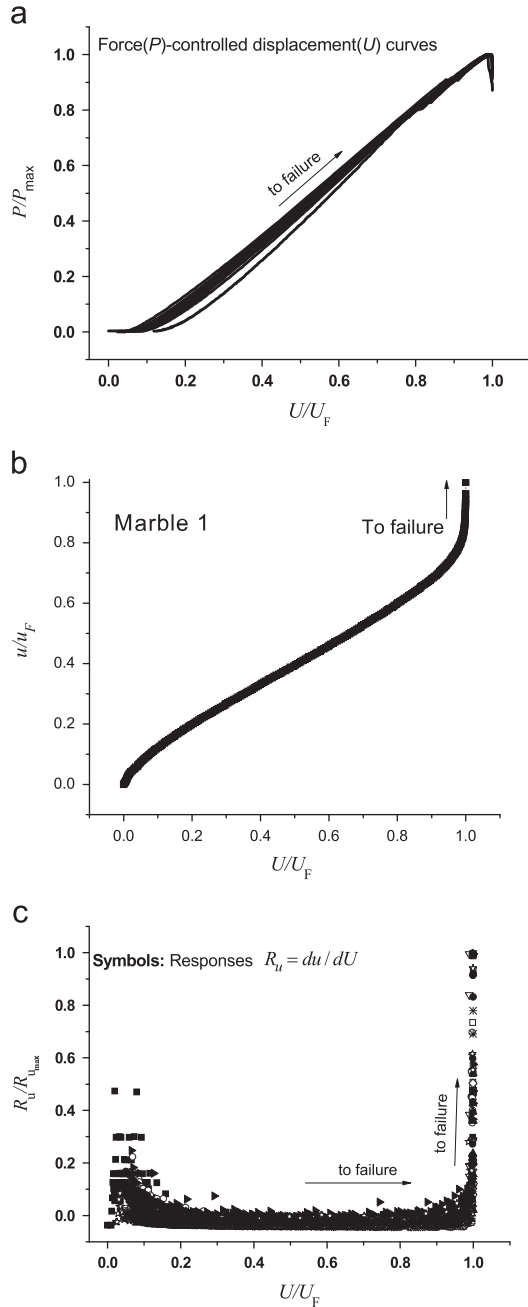 a
Force(P)-controlled displacement(U) curves
to failure
P/Pmax
1.0
0.8
0.6
0.4
0.2
0.0
0.0 0.2 0.4 0.6 0.8 1.0
U/UF
b
Marble 1
To failure
u/uF
1.0
0.8
0.6
0.4
0.2
0.0
0.0 0.2 0.4 0.6 0.8 1.0
U/UF
c
Symbols: Responses Ru = du / dU
to failure
to failure
Ru/Rumax
1.0
0.8
0.6
0.4
0.2
0.0
0.0 0.2 0.4 0.6 0.8 1.0
U/UF